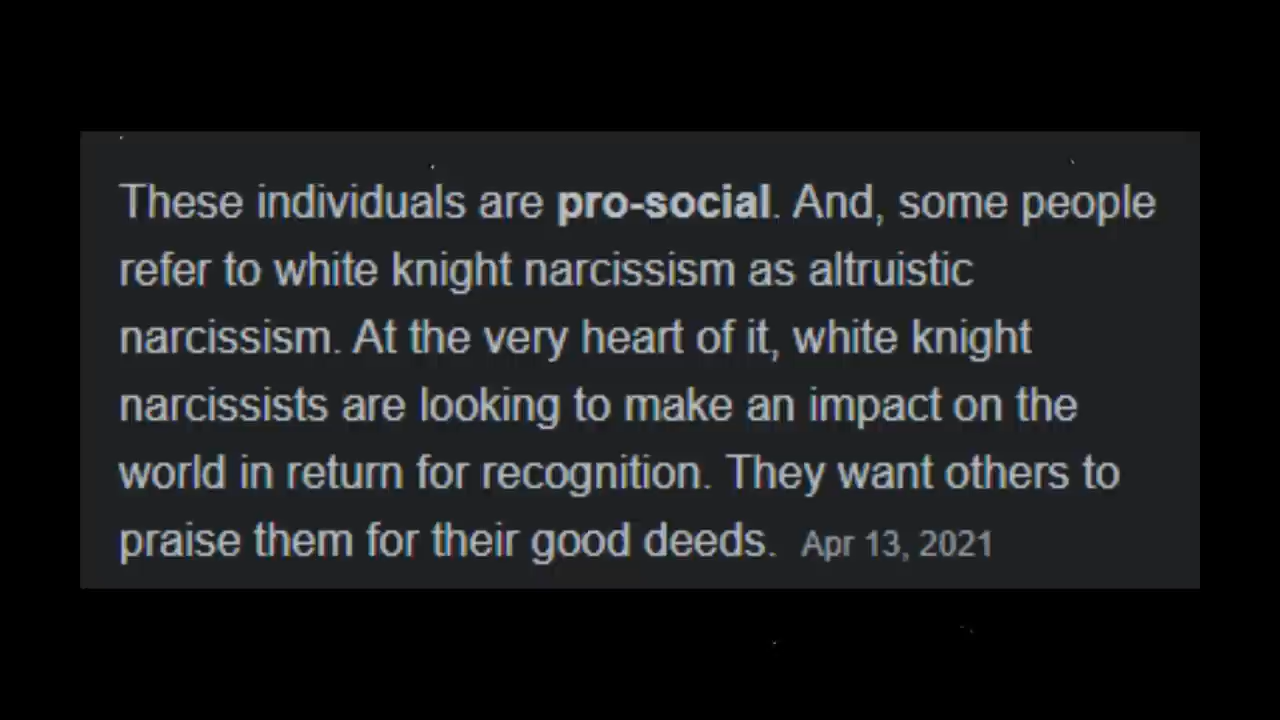 These individuals are pro-social. And, some people
refer to white knight narcissism as altruistic
narcissism. At the very heart of it, white knight
narcissists are looking to make an impact on the
world in return for recognition. They want others to
praise them for their good deeds. Apr 13, 2021